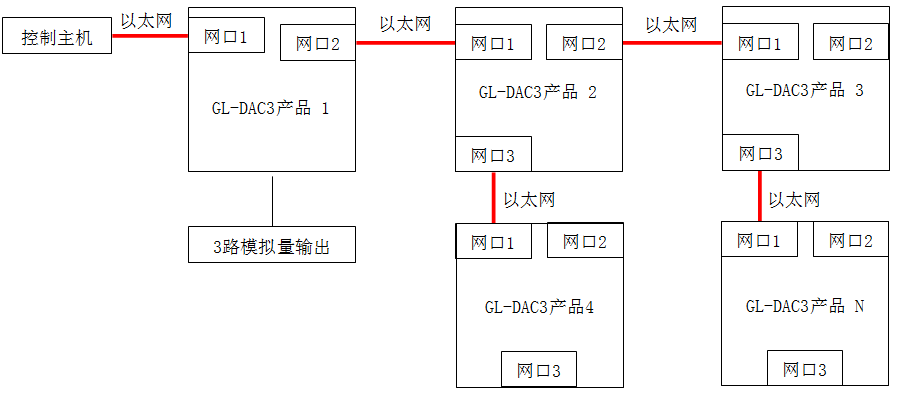 控制主机
以太网
网口1
网口2
GL-DAC3产品 1
3路模拟量输出
以太网
网口1
网口2
GL-DAC3产品 2
网口3
以太网
以太网
网口1
网口2
GL-DAC3产品 3
网口3
以太网
网口1
网口2
GL-DAC3产品4
网口3
网口1
网口2
GL-DAC3产品 N
网口3